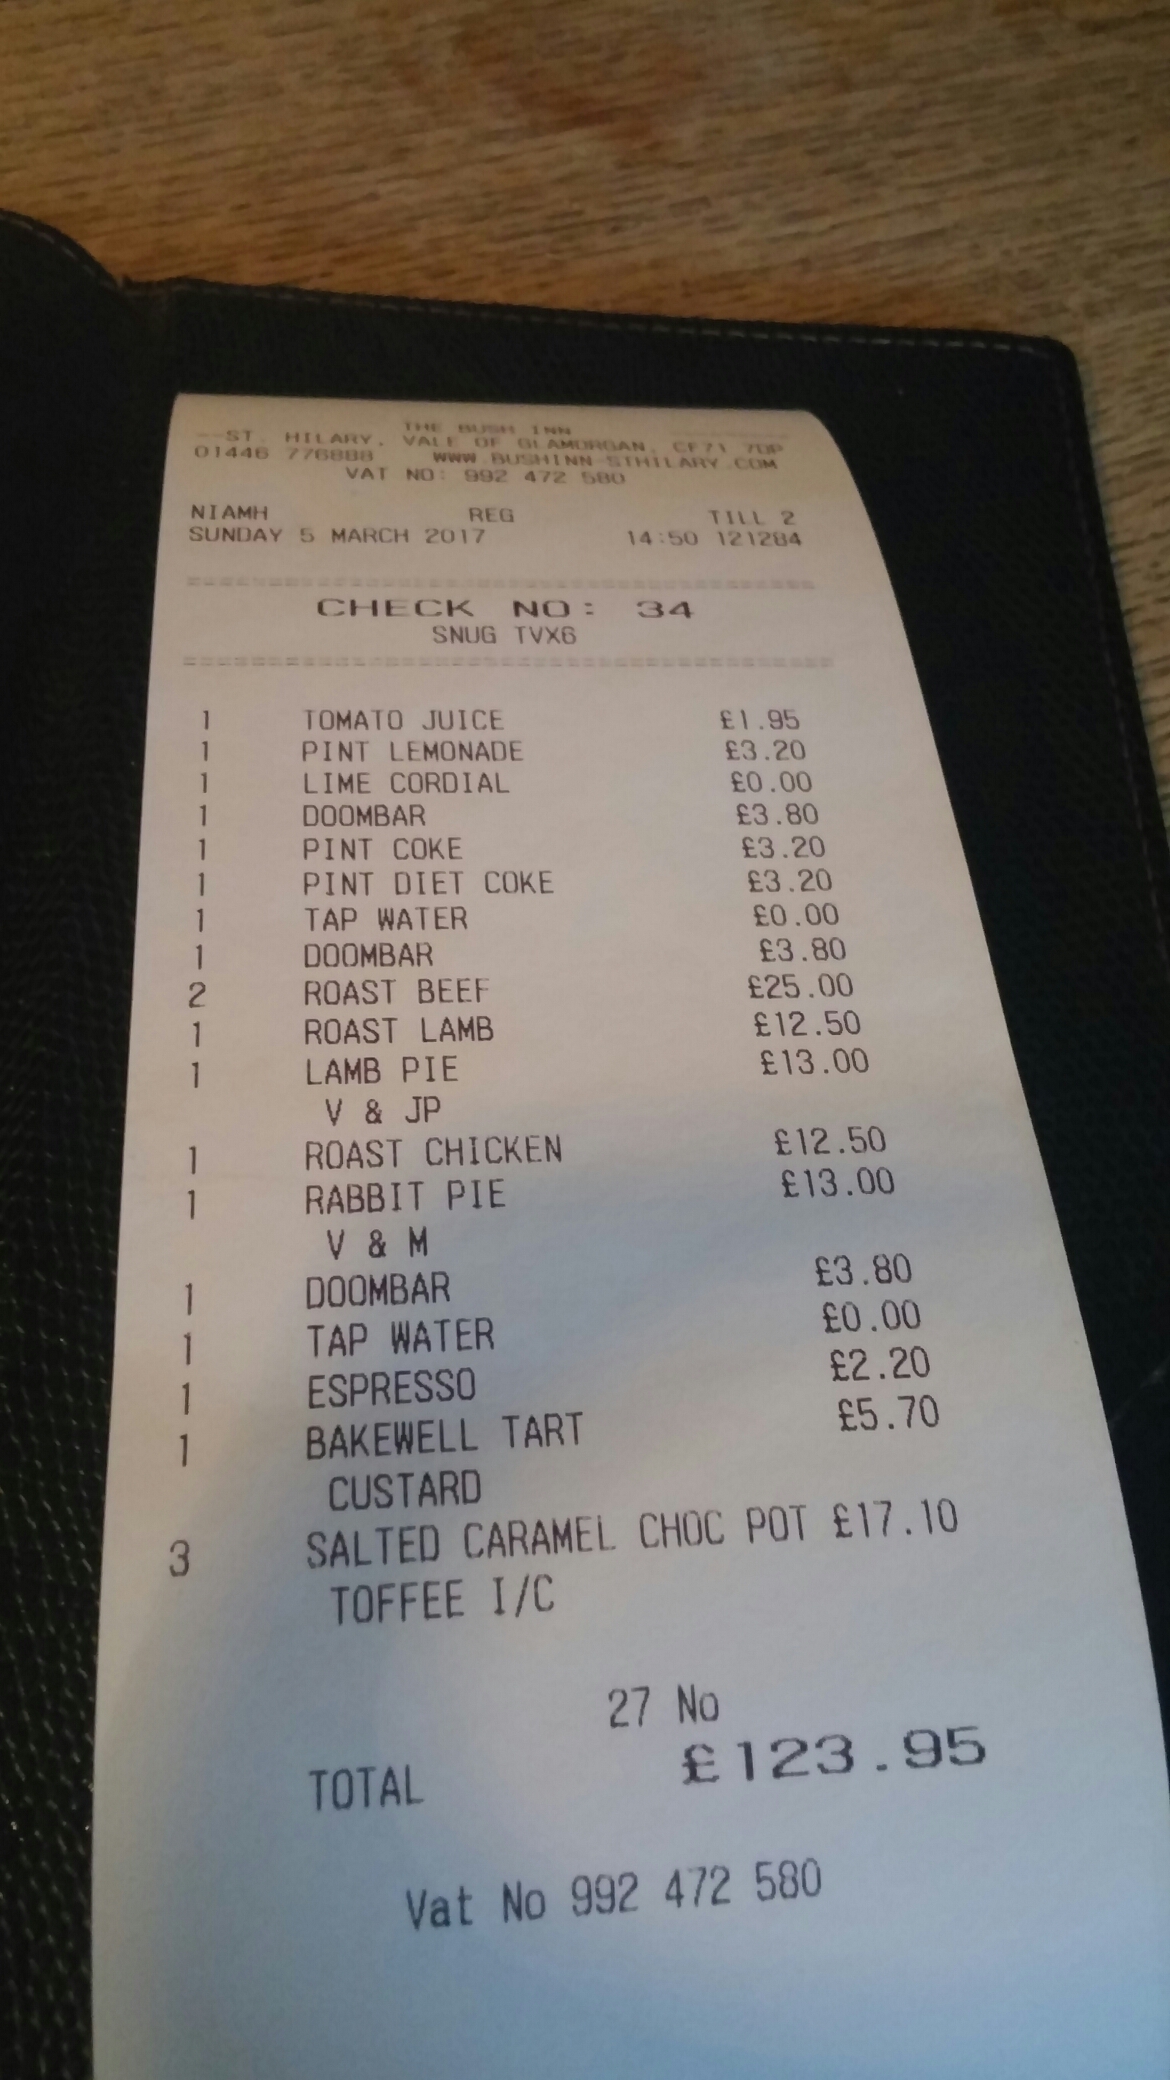 THE BUSH INN
ST. HILARY, VALE OF GLAMORGAN, CF71 7DP
01446 776888 WWW.BUSHINN-STHILARY.COM
VAT NO: 992 472 580
NIAMH REG TILL 2
SUNDAY 5 MARCH 2017 14:50 121284
CHECK NO: 34
SNUG TVX6
1 TOMATO JUICE £1.95
1 PINT LEMONADE £3.20
1 LIME CORDIAL £0.00
1 DOOMBAR £3.80
1 PINT COKE £3.20
1 PINT DIET COKE £3.20
1 TAP WATER £0.00
1 DOOMBAR £3.80
2 ROAST BEEF £25.00
1 ROAST LAMB £12.50
1 LAMB PIE £13.00
V & JP
1 ROAST CHICKEN £12.50
1 RABBIT PIE £13.00
V & M
1 DOOMBAR £3.80
1 TAP WATER £0.00
1 ESPRESSO £2.20
1 BAKEWELL TART £5.70
CUSTARD
3 SALTED CARAMEL CHOC POT £17.10
TOFFEE I/C
27 No
TOTAL £123.95
Vat No 992 472 580